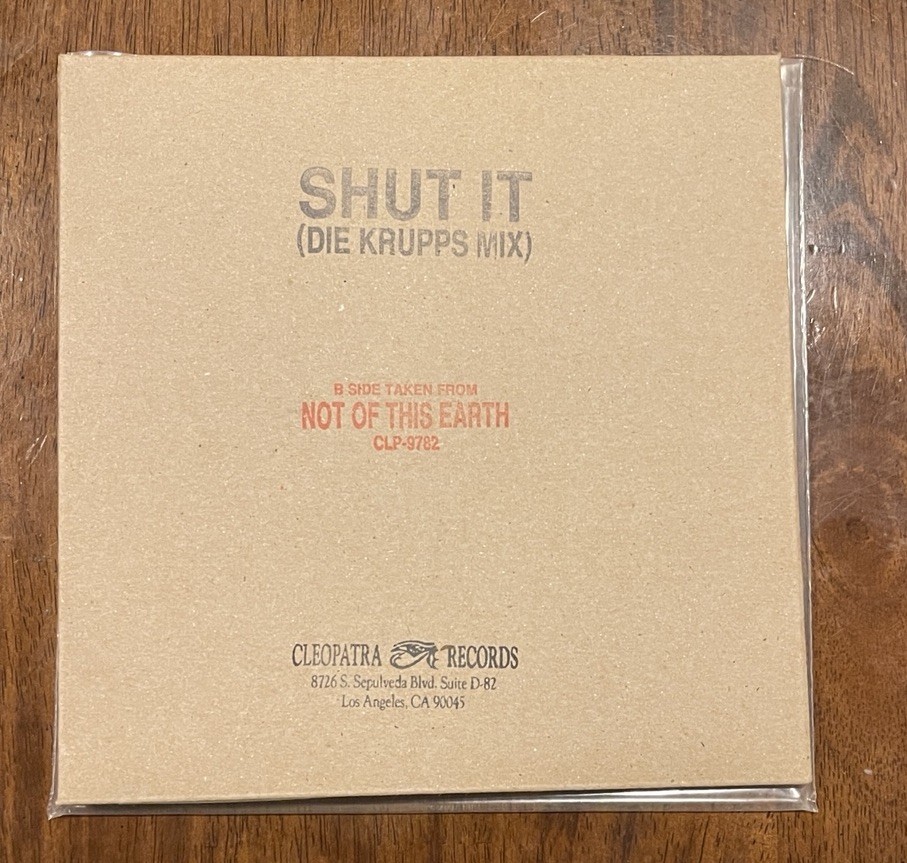 SHUT IT
(DIE KRUPPS MIX)
B SIDE TAKEN FROM
NOT OF THIS EARTH
CLP-9782
CLEOPATRA RECORDS
8726 S. Sepulveda Blvd. Suite D-82
Los Angeles, CA 90045